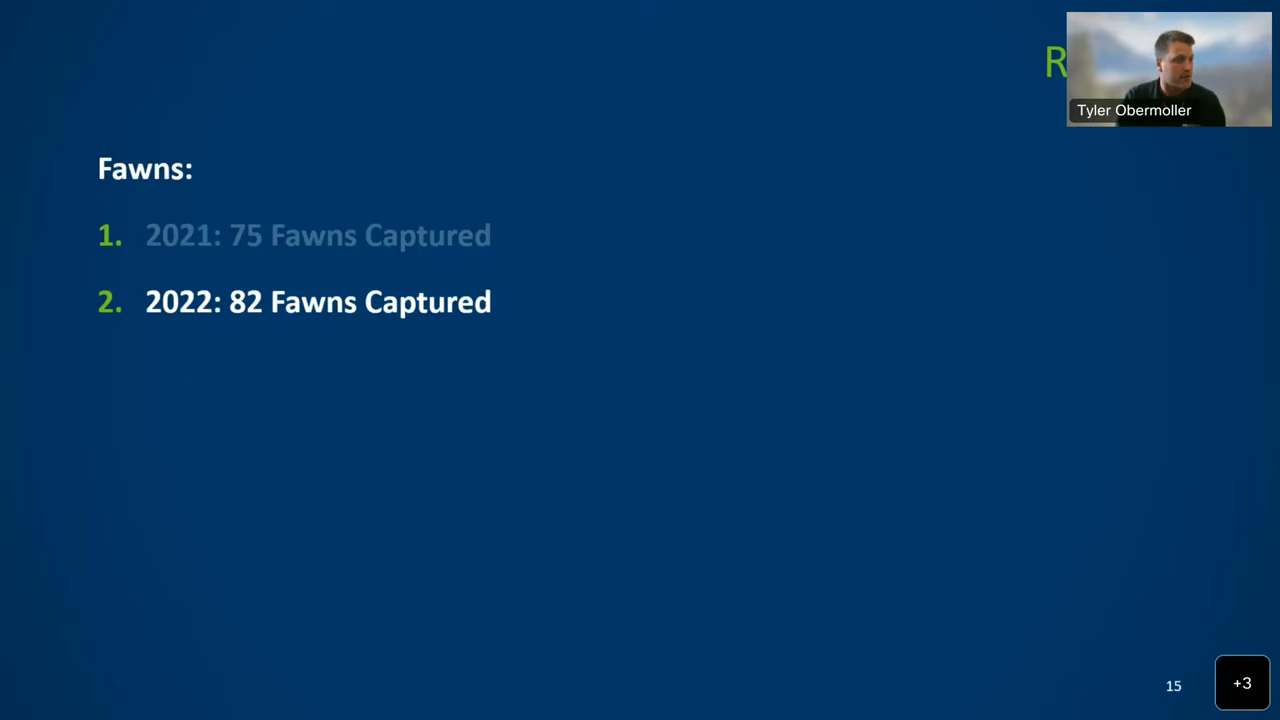 Tyler Obermoller
Fawns:
1. 2021: 75 Fawns Captured
2. 2022: 82 Fawns Captured
15
+3